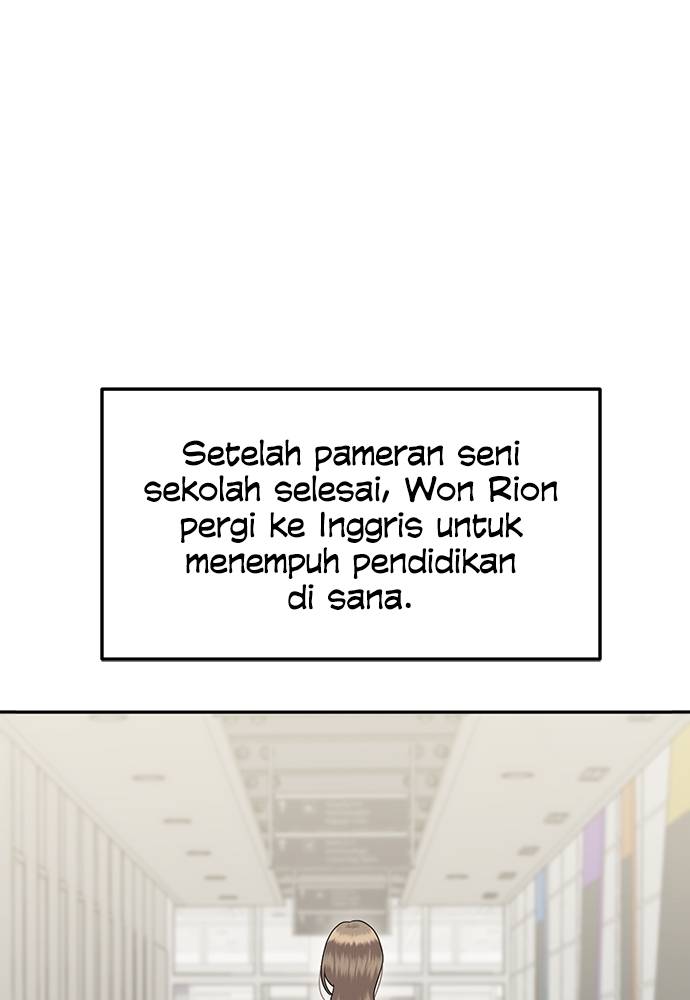 Setelah pameran seni
sekolah selesai, Won Rion
pergi ke Inggris untuk
menempuh pendidikan
di sana.